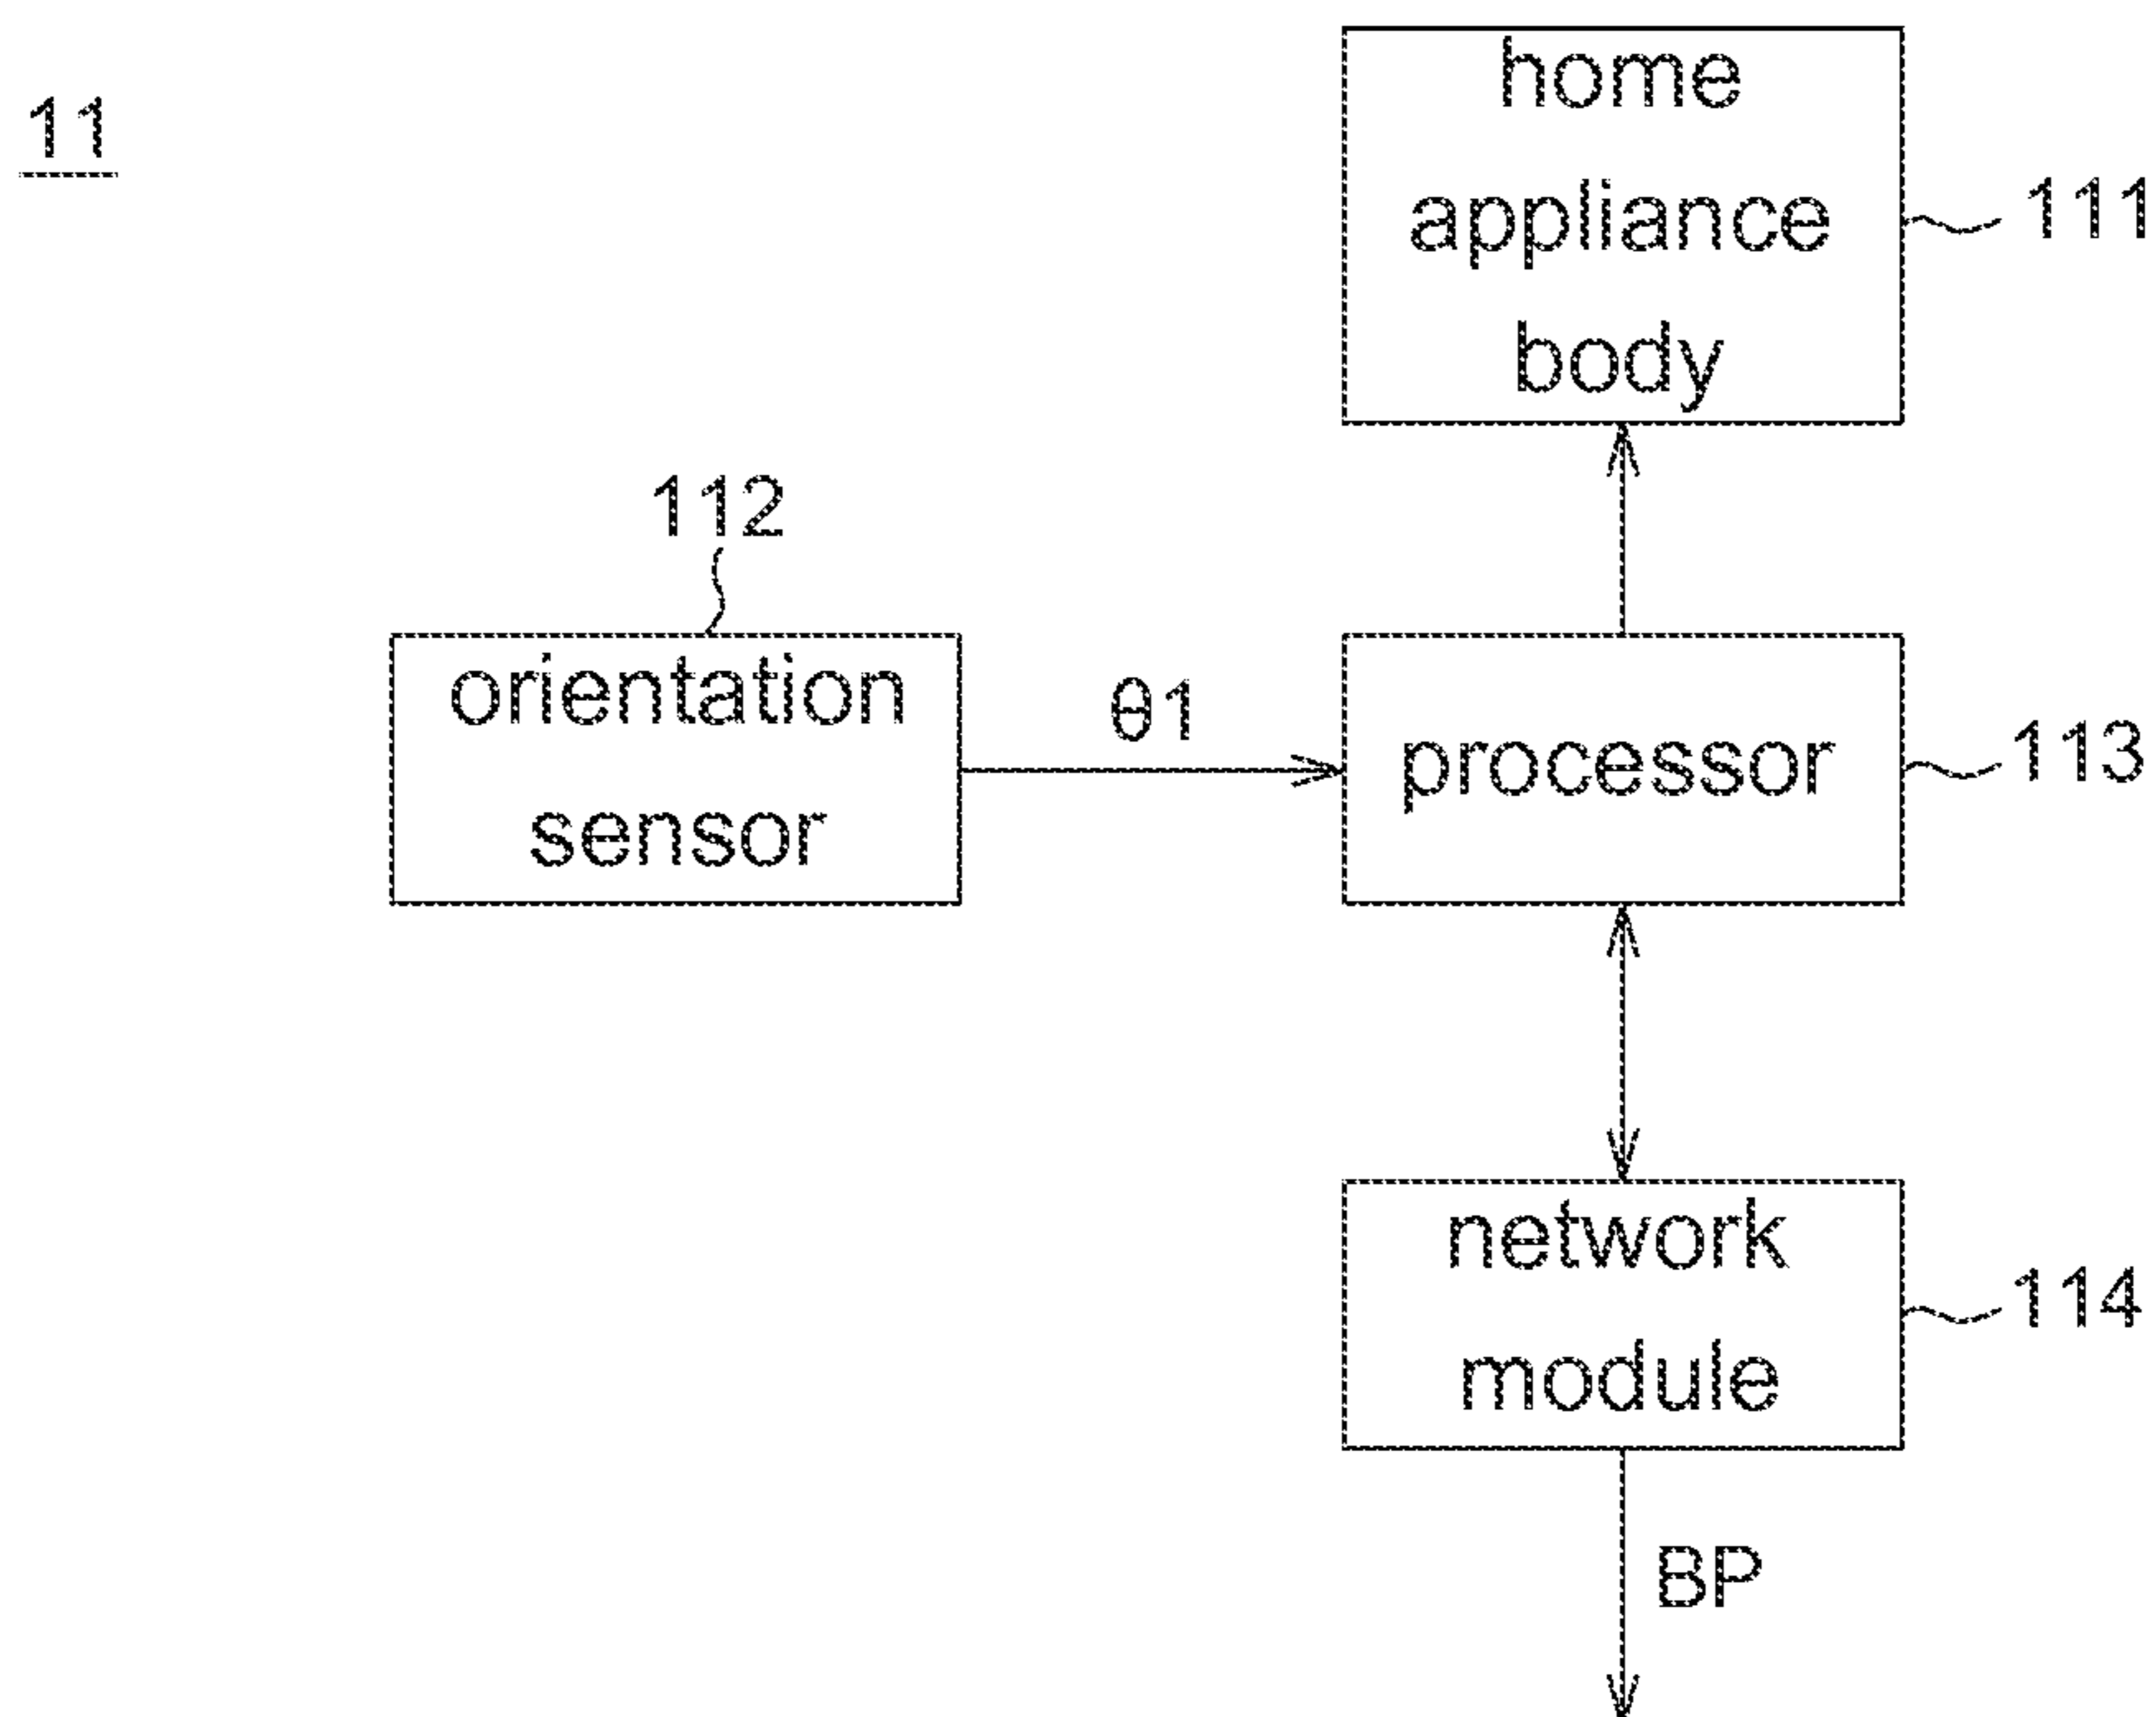 11
home
appliance
body
111
112
orientation
sensor
θ1
processor
113
network
module
114
BP